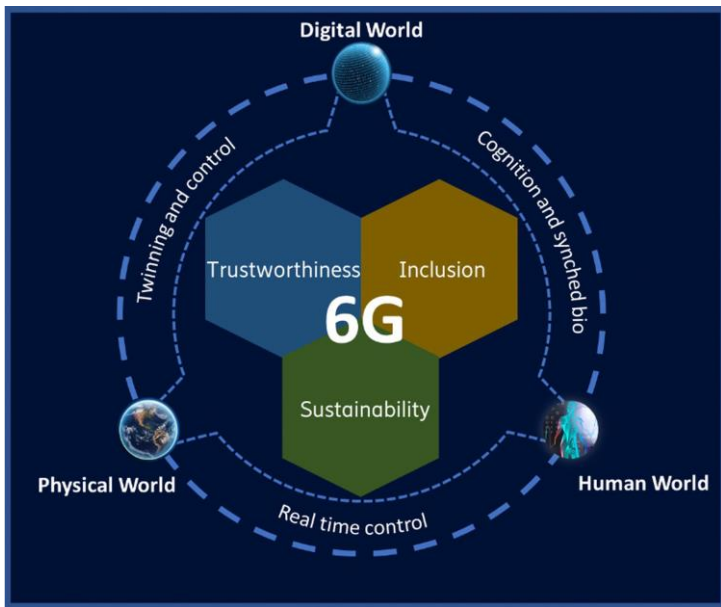 Digital World
Twinning and control
Cognition and synched bio
Trustworthiness
Inclusion
6G
Sustainability
Physical World
Human World
Real time control